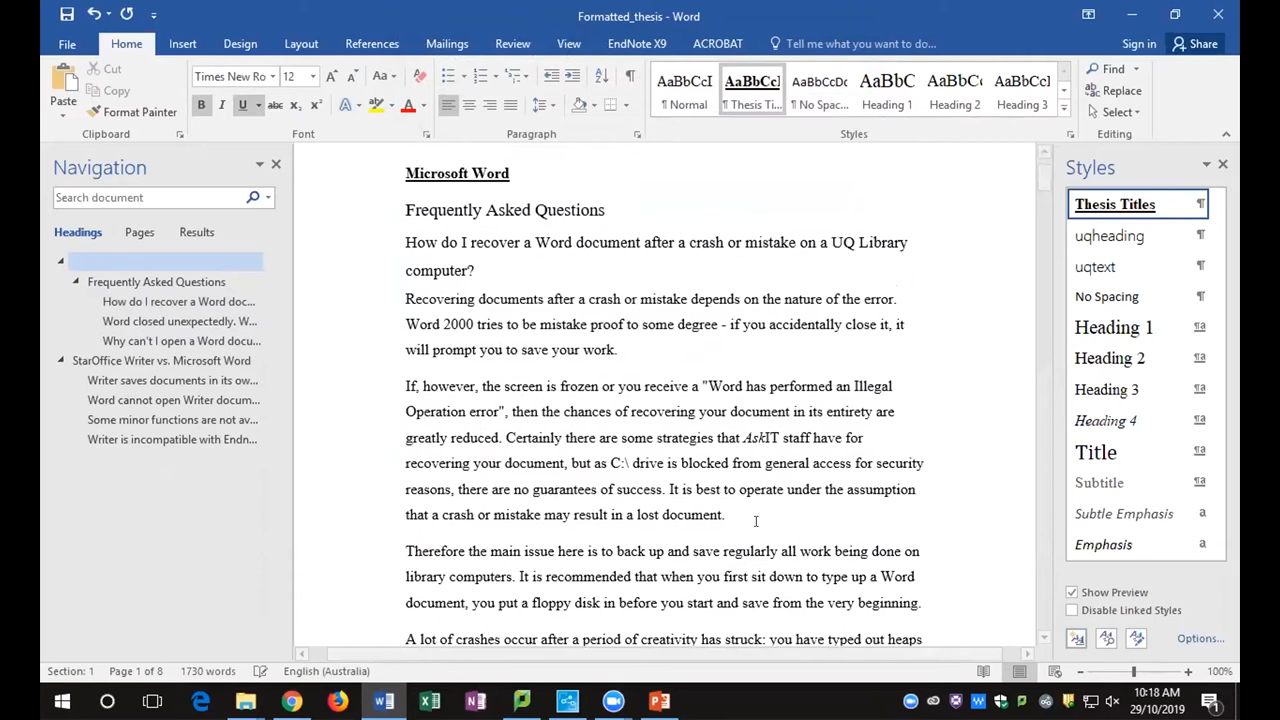 Formatted_thesis - Word
File
Home
Insert
Design
Layout
References
Mailings
Review
View
EndNote X9
ACROBAT
Tell me what you want to do...
Sign in
Share
Paste
Cut
Copy
Format Painter
Clipboard
Times New Ro
12
Aa
B I U abc x₂ x²
Font
Paragraph
AaBbCcI
¶ Normal
AaBbCcI
¶ Thesis Ti...
AaBbCcDc
¶ No Spac...
AaBbC
Heading 1
AaBbCc
Heading 2
AaBbCcI
Heading 3
Styles
Find
Replace
Select
Editing
Navigation
Search document
Headings
Pages
Results
Frequently Asked Questions
How do I recover a Word doc...
Word closed unexpectedly. W...
Why can't I open a Word docu...
StarOffice Writer vs. Microsoft Word
Writer saves documents in its ow...
Word cannot open Writer docum...
Some minor functions are not av...
Writer is incompatible with Endn...
Microsoft Word
Frequently Asked Questions
How do I recover a Word document after a crash or mistake on a UQ Library
computer?
Recovering documents after a crash or mistake depends on the nature of the error.
Word 2000 tries to be mistake proof to some degree - if you accidentally close it, it
will prompt you to save your work.
If, however, the screen is frozen or you receive a "Word has performed an Illegal
Operation error", then the chances of recovering your document in its entirety are
greatly reduced. Certainly there are some strategies that AskIT staff have for
recovering your document, but as C:\ drive is blocked from general access for security
reasons, there are no guarantees of success. It is best to operate under the assumption
that a crash or mistake may result in a lost document.
Therefore the main issue here is to back up and save regularly all work being done on
library computers. It is recommended that when you first sit down to type up a Word
document, you put a floppy disk in before you start and save from the very beginning.
A lot of crashes occur after a period of creativity has struck: you have typed out heaps
Styles
Thesis Titles ¶
uqheading ¶
uqtext ¶
No Spacing ¶
Heading 1 ¶a
Heading 2 ¶a
Heading 3 ¶a
Heading 4 ¶a
Title ¶a
Subtitle ¶a
Subtle Emphasis a
Emphasis a
Show Preview
Disable Linked Styles
Options...
Section: 1
Page 1 of 8
1730 words
English (Australia)
100%
10:18 AM
29/10/2019